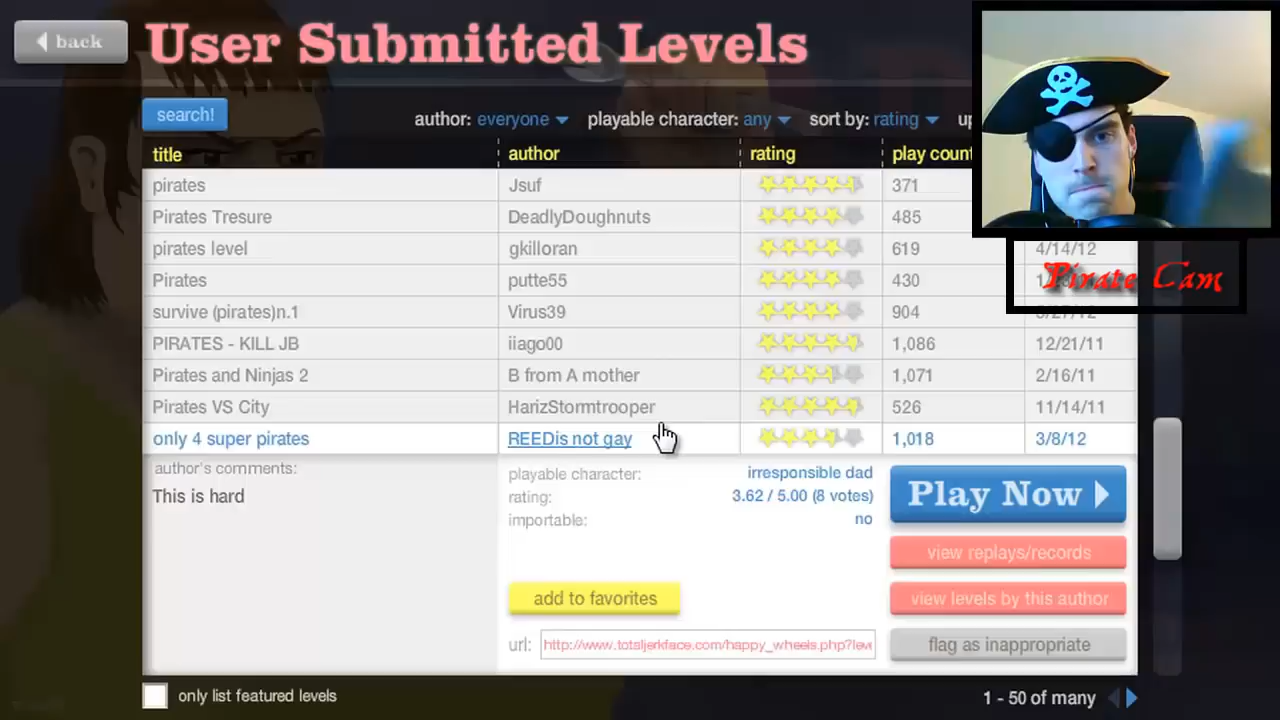 back
User Submitted Levels
search!
author: everyone playable character: any sort by: rating up
title author rating play coun
pirates Jsuf 371
Pirates Tresure DeadlyDoughnuts 485
pirates level gkilloran 619 4/14/12
Pirates putte55 430
survive (pirates)n.1 Virus39 904
PIRATES - KILL JB iiago00 1,086 12/21/11
Pirates and Ninjas 2 B from A mother 1,071 2/16/11
Pirates VS City HarizStormtrooper 526 11/14/11
only 4 super pirates REEDis not gay 1,018 3/8/12
Pirate Cam
author's comments:
This is hard
playable character: irresponsible dad
rating: 3.62 / 5.00 (8 votes)
importable: no
Play Now
view replays/records
add to favorites
view levels by this author
url: http://www.totaljerkface.com/happy_wheels.php?leve
flag as inappropriate
only list featured levels
1 - 50 of many